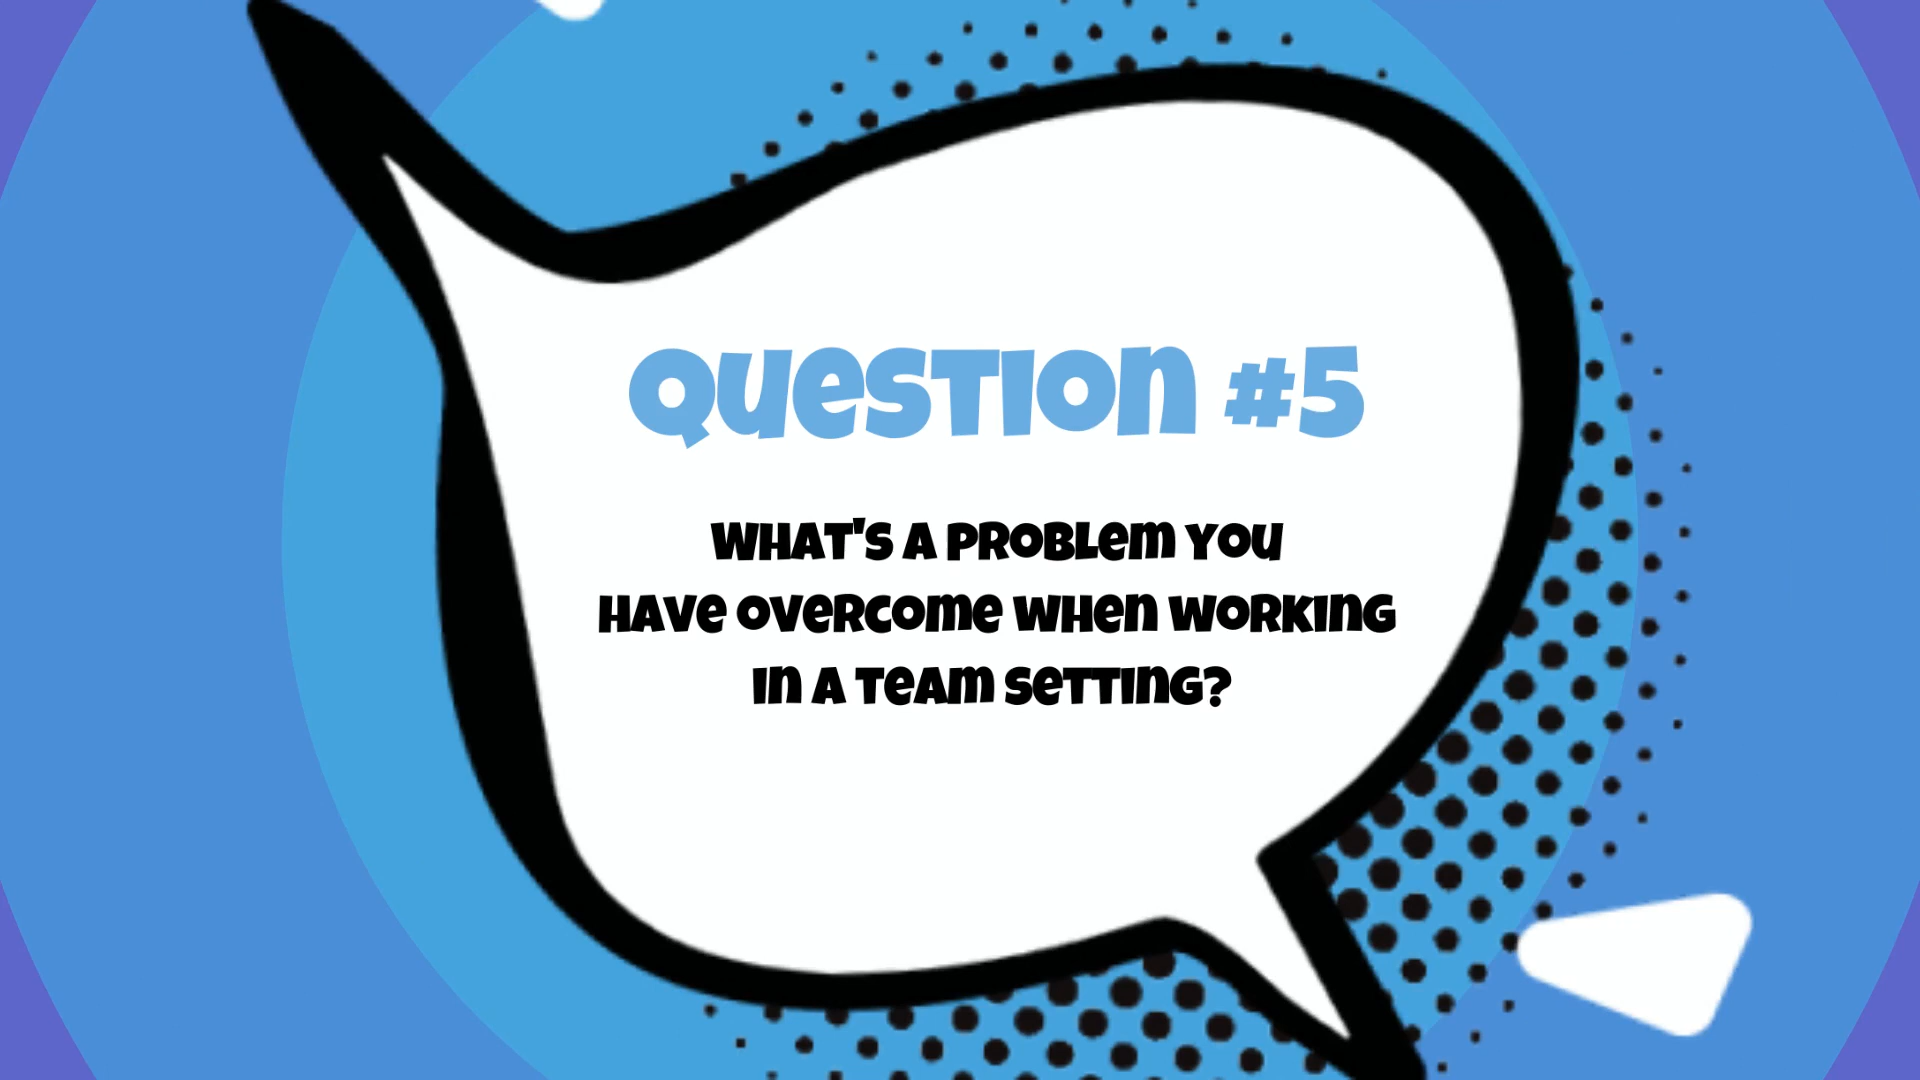 QUESTION #5
WHAT'S A PROBLEM YOU
HAVE OVERCOME WHEN WORKING
IN A TEAM SETTING?